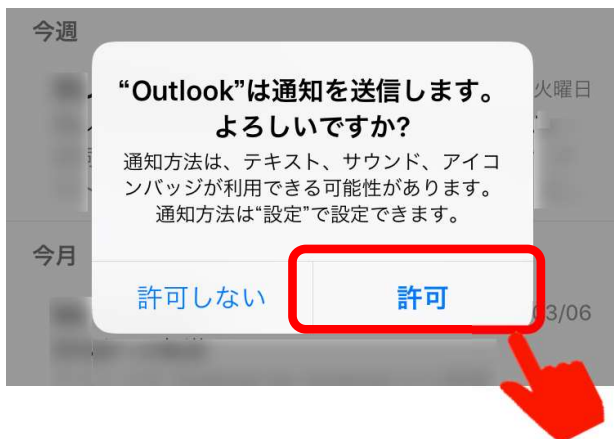 今週
火曜日
“Outlook”は通知を送信します。
よろしいですか?
通知方法は、テキスト、サウンド、アイコ
ンバッジが利用できる可能性があります。
通知方法は“設定”で設定できます。
今月
許可しない
許可
03/06